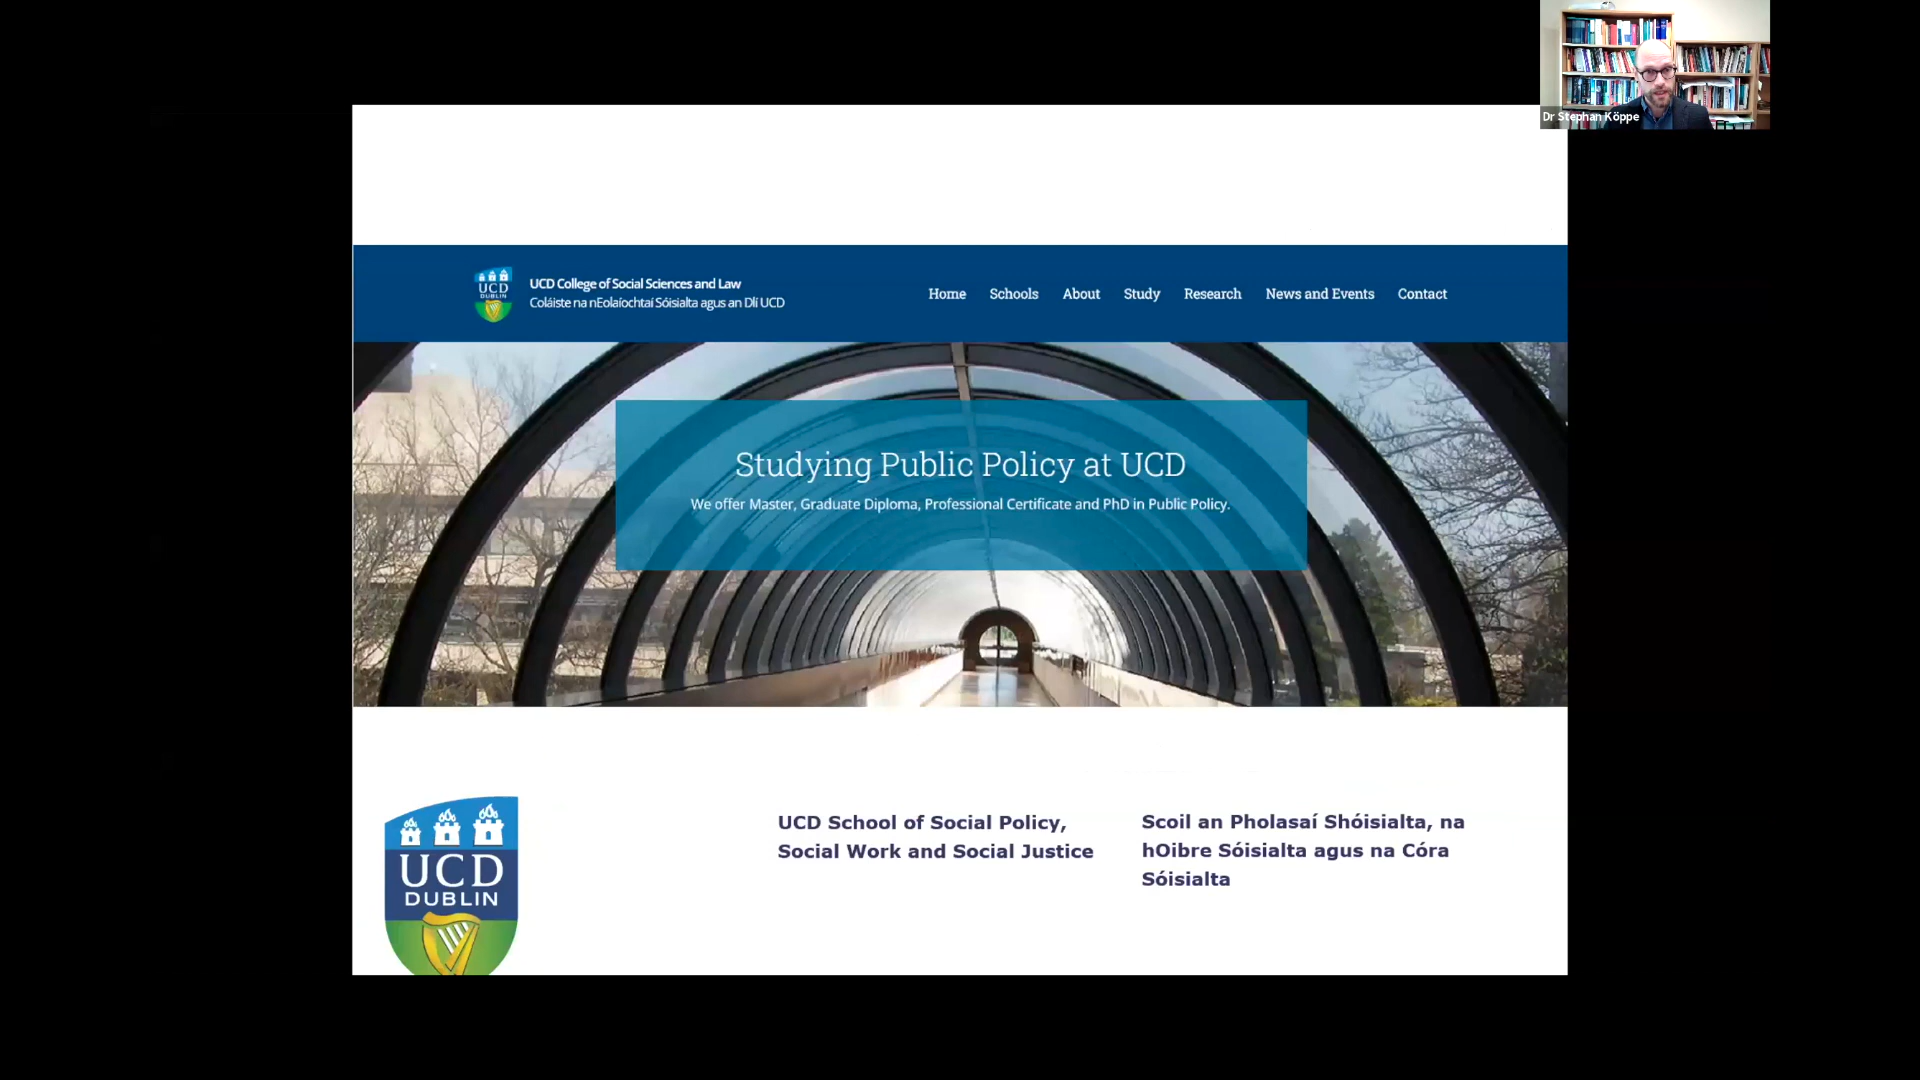 Dr Stephan Köppe
UCD
DUBLIN
UCD College of Social Sciences and Law
Coláiste na nEolaíochtaí Sóisialta agus an Dlí UCD
Home Schools About Study Research News and Events Contact
Studying Public Policy at UCD
We offer Master, Graduate Diploma, Professional Certificate and PhD in Public Policy.
UCD
DUBLIN
UCD School of Social Policy,
Social Work and Social Justice
Scoil an Pholasaí Shóisialta, na
hOibre Sóisialta agus na Córa
Sóisialta